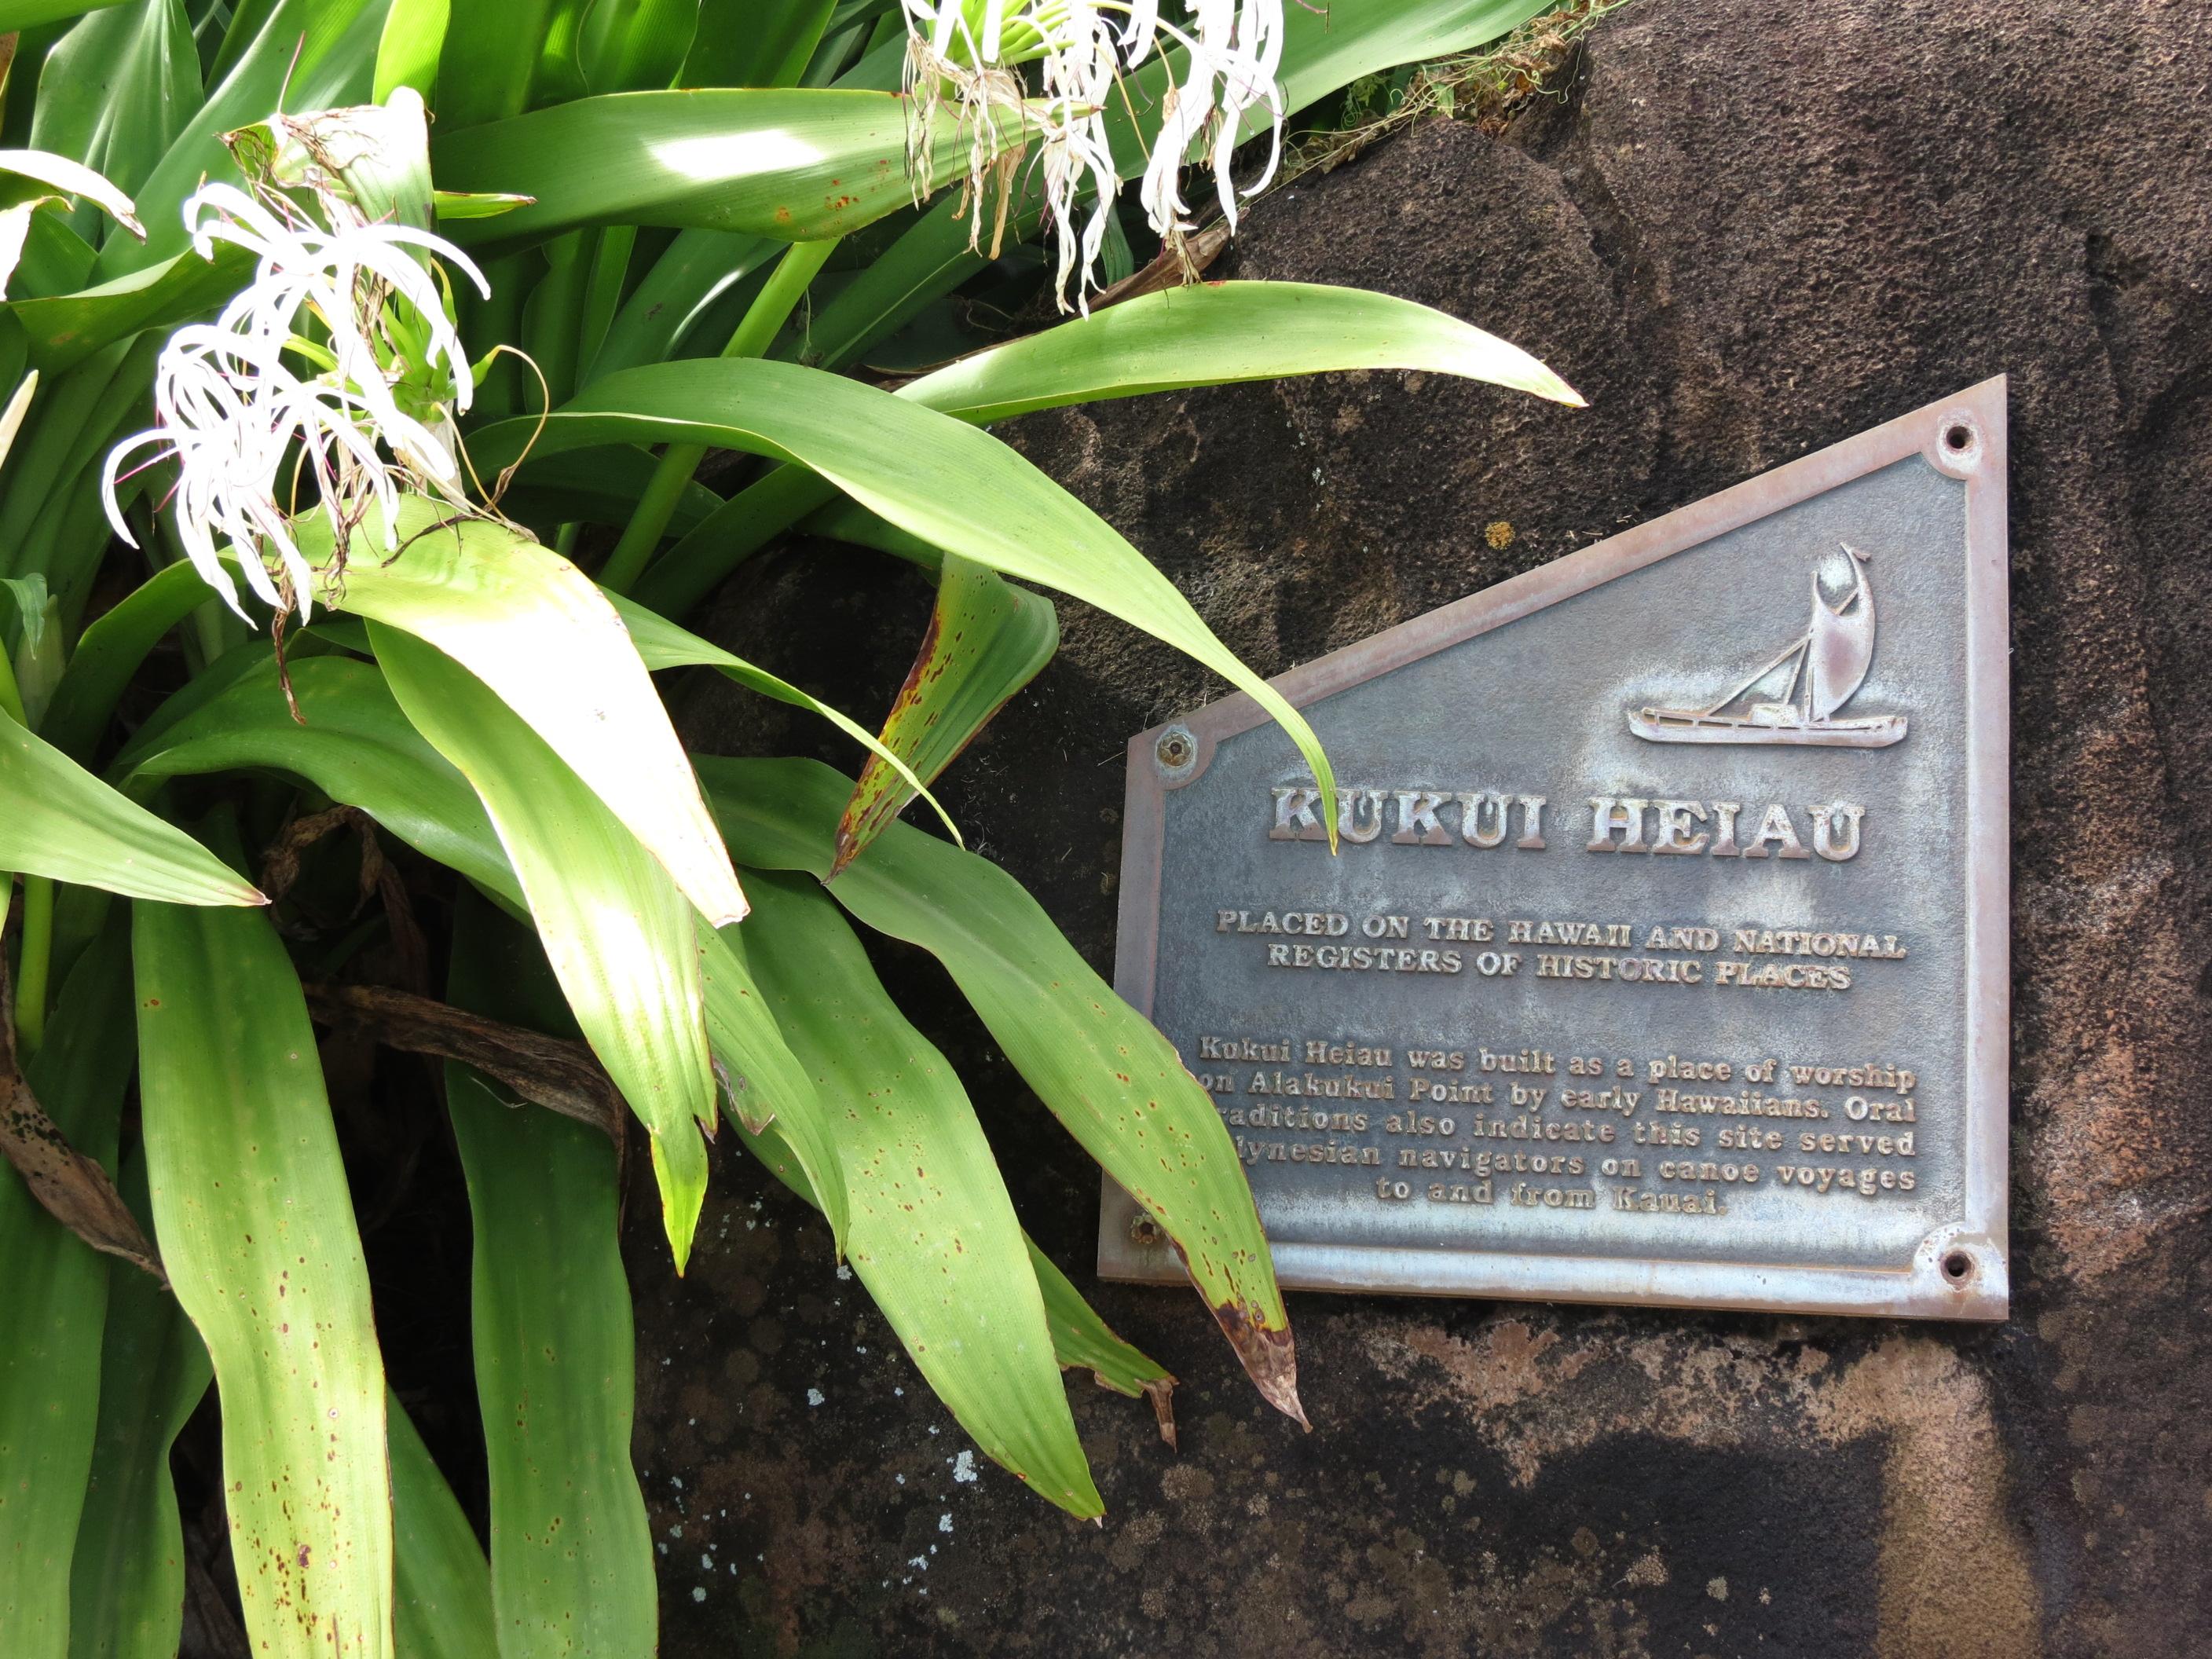 KUKUI HEIAU
PLACED ON THE HAWAII AND NATIONAL
REGISTERS OF HISTORIC PLACES
Kukui Heiau was built as a place of worship
on Alakukui Point by early Hawaiians. Oral
raditions also indicate this site served
lynesian navigators on canoe voyages
to and from Kauai.